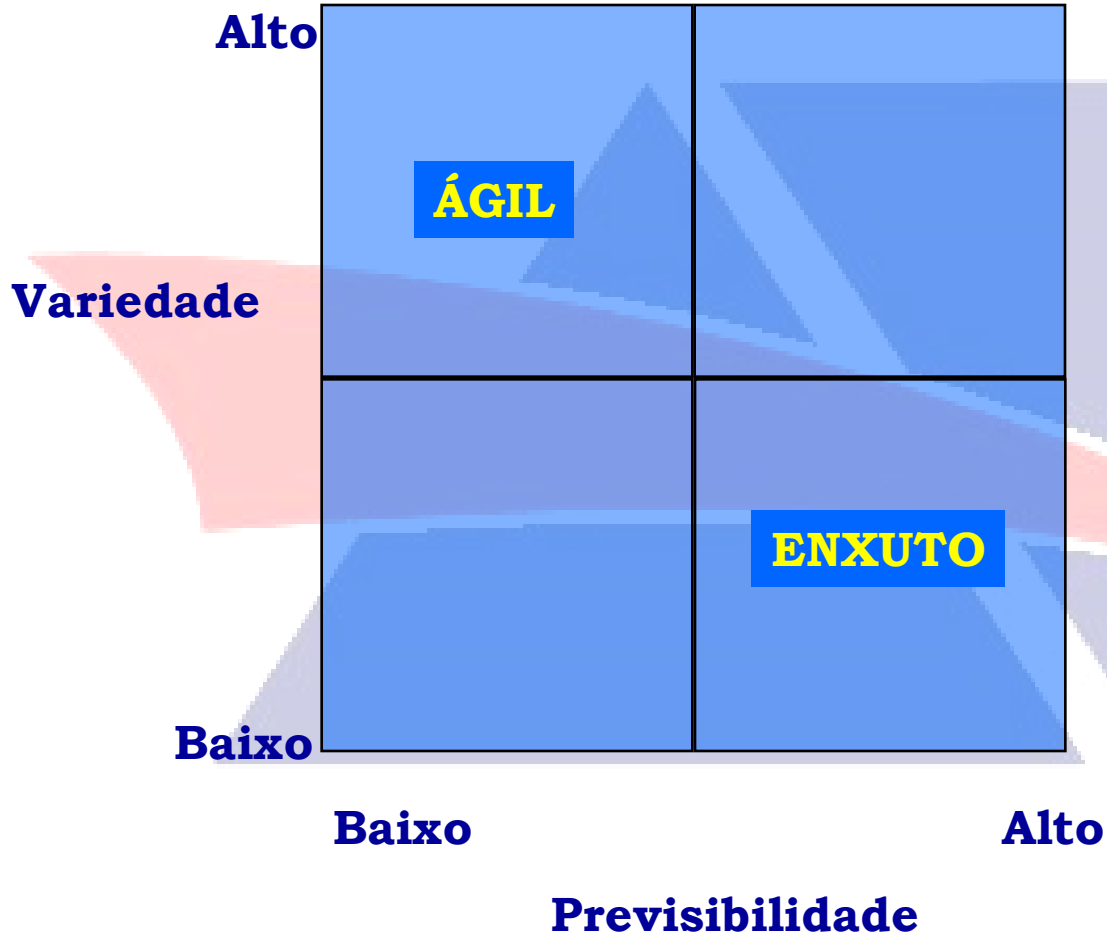 Alto
ÁGIL
Variedade
ENXUTO
Baixo
Baixo
Alto
Previsibilidade